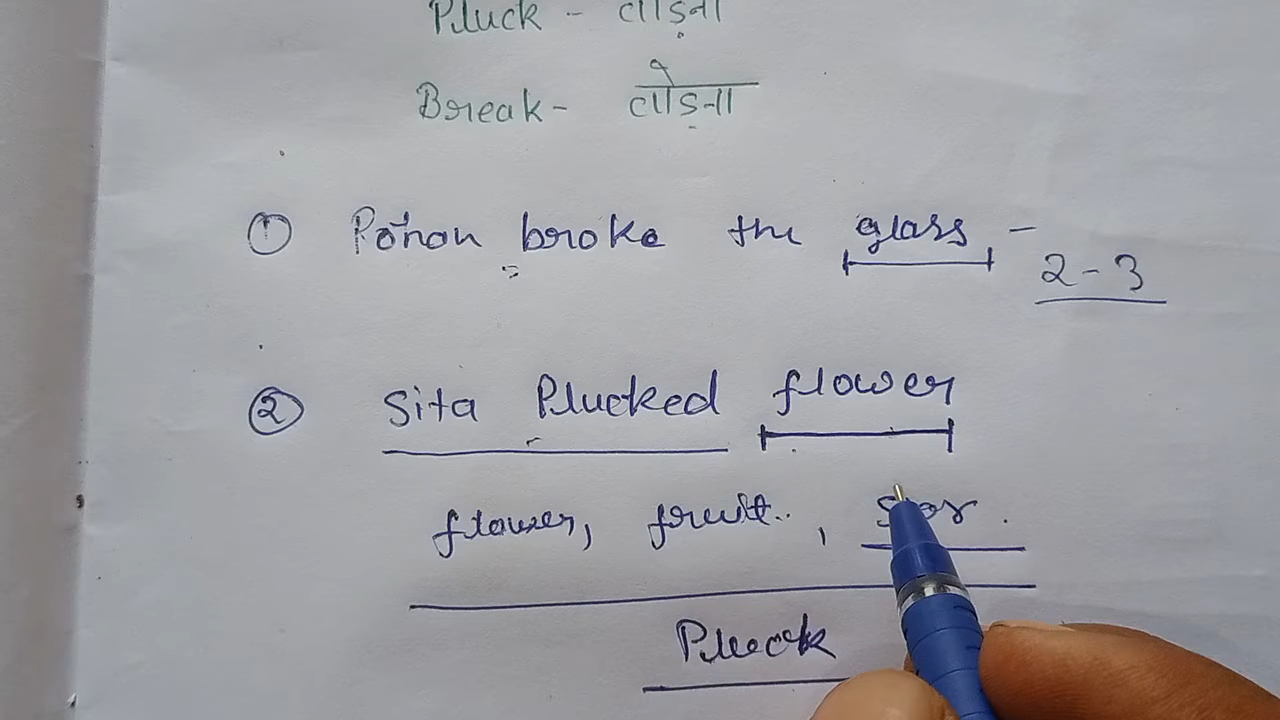 Pluck - तोड़ना
Break - तोड़ना
① Rohan broke the glass -
2-3
② Sita Plucked flower
flower, fruit.. ,
Pluck